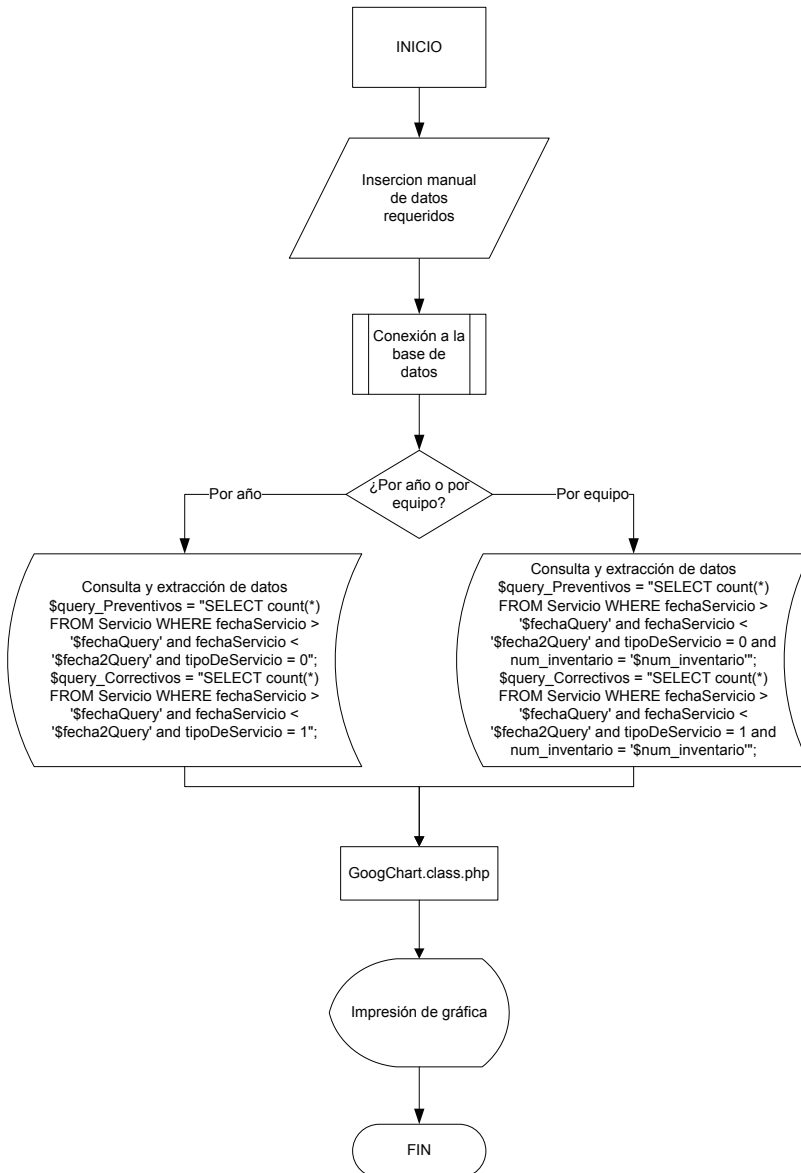 INICIO
Insercion manual
de datos
requeridos
Conexión a la
base de
datos
¿Por año o por
equipo?
Por año
Por equipo
Consulta y extracción de datos
$query_Preventivos = "SELECT count(*)
FROM Servicio WHERE fechaServicio >
'$fechaQuery' and fechaServicio <
'$fecha2Query' and tipoDeServicio = 0";
$query_Correctivos = "SELECT count(*)
FROM Servicio WHERE fechaServicio >
'$fechaQuery' and fechaServicio <
'$fecha2Query' and tipoDeServicio = 1";
Consulta y extracción de datos
$query_Preventivos = "SELECT count(*)
FROM Servicio WHERE fechaServicio >
'$fechaQuery' and fechaServicio <
'$fecha2Query' and tipoDeServicio = 0 and
num_inventario = '$num_inventario'";
$query_Correctivos = "SELECT count(*)
FROM Servicio WHERE fechaServicio >
'$fechaQuery' and fechaServicio <
'$fecha2Query' and tipoDeServicio = 1 and
num_inventario = '$num_inventario'";
GoogChart.class.php
Impresión de gráfica
FIN